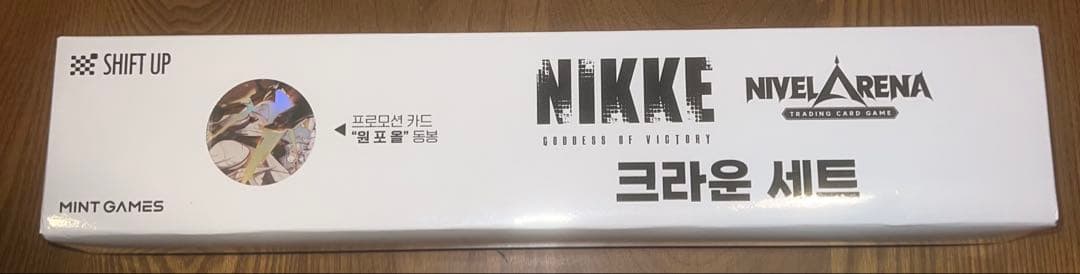 SHIFT UP
◀ 프로모션 카드
“원 포 올” 동봉
MINT GAMES
NIKKE
GODDESS OF VICTORY
NIVEL ARENA
TRADING CARD GAME
크라운 세트